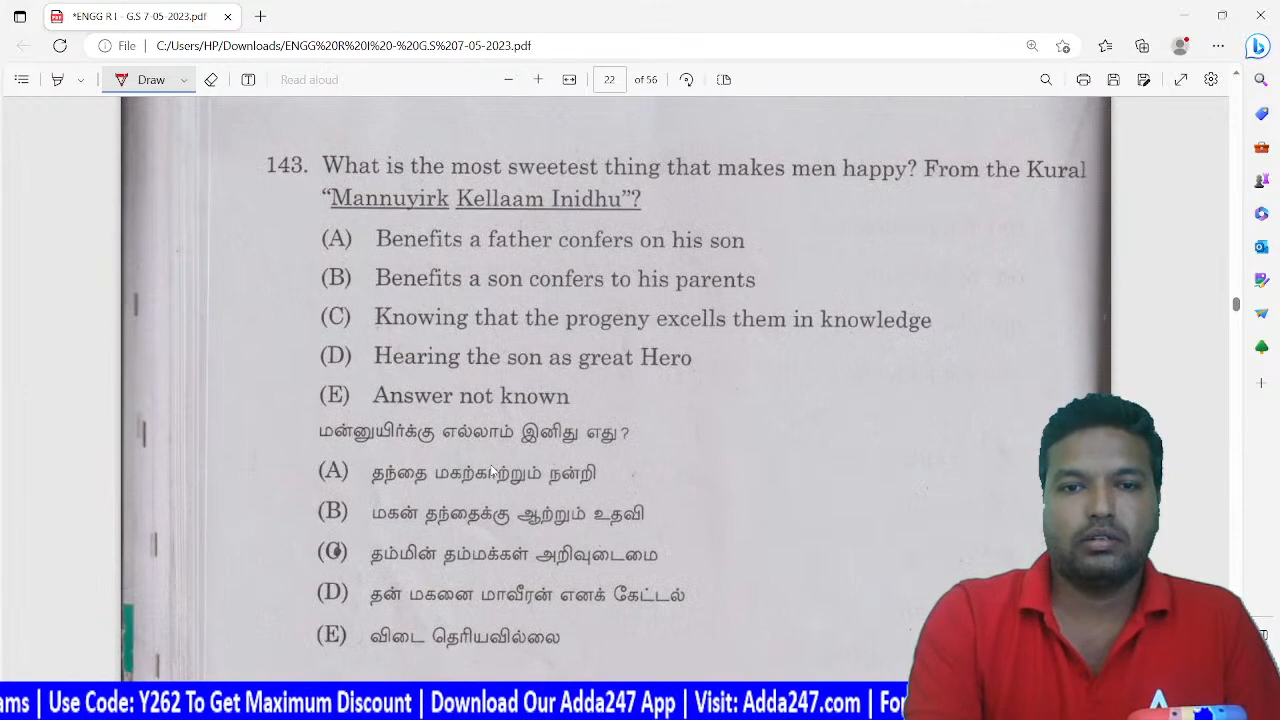 *ENGG R I - G.S 7-05-2023.pdf
File C:/Users/HP/Downloads/ENGG%20R%20I%20-%20G.S%207-05-2023.pdf
Draw Read aloud 22 of 56
143. What is the most sweetest thing that makes men happy? From the Kural
“Mannuyirk Kellaam Inidhu”?
(A) Benefits a father confers on his son
(B) Benefits a son confers to his parents
(C) Knowing that the progeny excells them in knowledge
(D) Hearing the son as great Hero
(E) Answer not known
மன்னுயிர்க்கு எல்லாம் இனிது எது?
(A) தந்தை மகற்காற்றும் நன்றி
(B) மகன் தந்தைக்கு ஆற்றும் உதவி
(C) தம்மின் தம்மக்கள் அறிவுடைமை
(D) தன் மகனை மாவீரன் எனக் கேட்டல்
(E) விடை தெரியவில்லை
ams | Use Code: Y262 To Get Maximum Discount | Download Our Adda247 App | Visit: Adda247.com | For